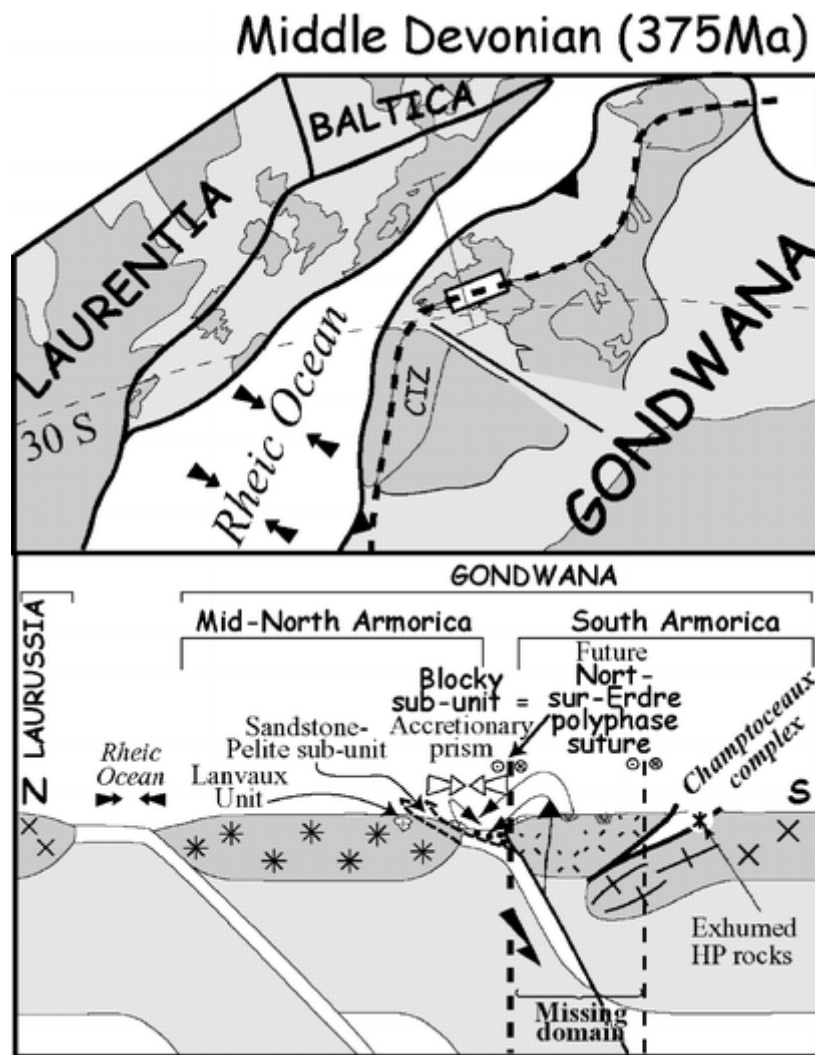 Middle Devonian (375Ma)
BALTICA
LAURENTIA
GONDWANA
CIZ
Rheic Ocean
30 S
GONDWANA
N LAURUSSIA
Mid-North Armorica
South Armorica
Future
Blocky
sub-unit =
Nort-
sur-Erdre
polyphase
suture
Accretionary
prism
Sandstone-
Pelite sub-unit
Lanvaux
Unit
Rheic
Ocean
Champtoceaux
complex
S
Exhumed
HP rocks
Missing
domain